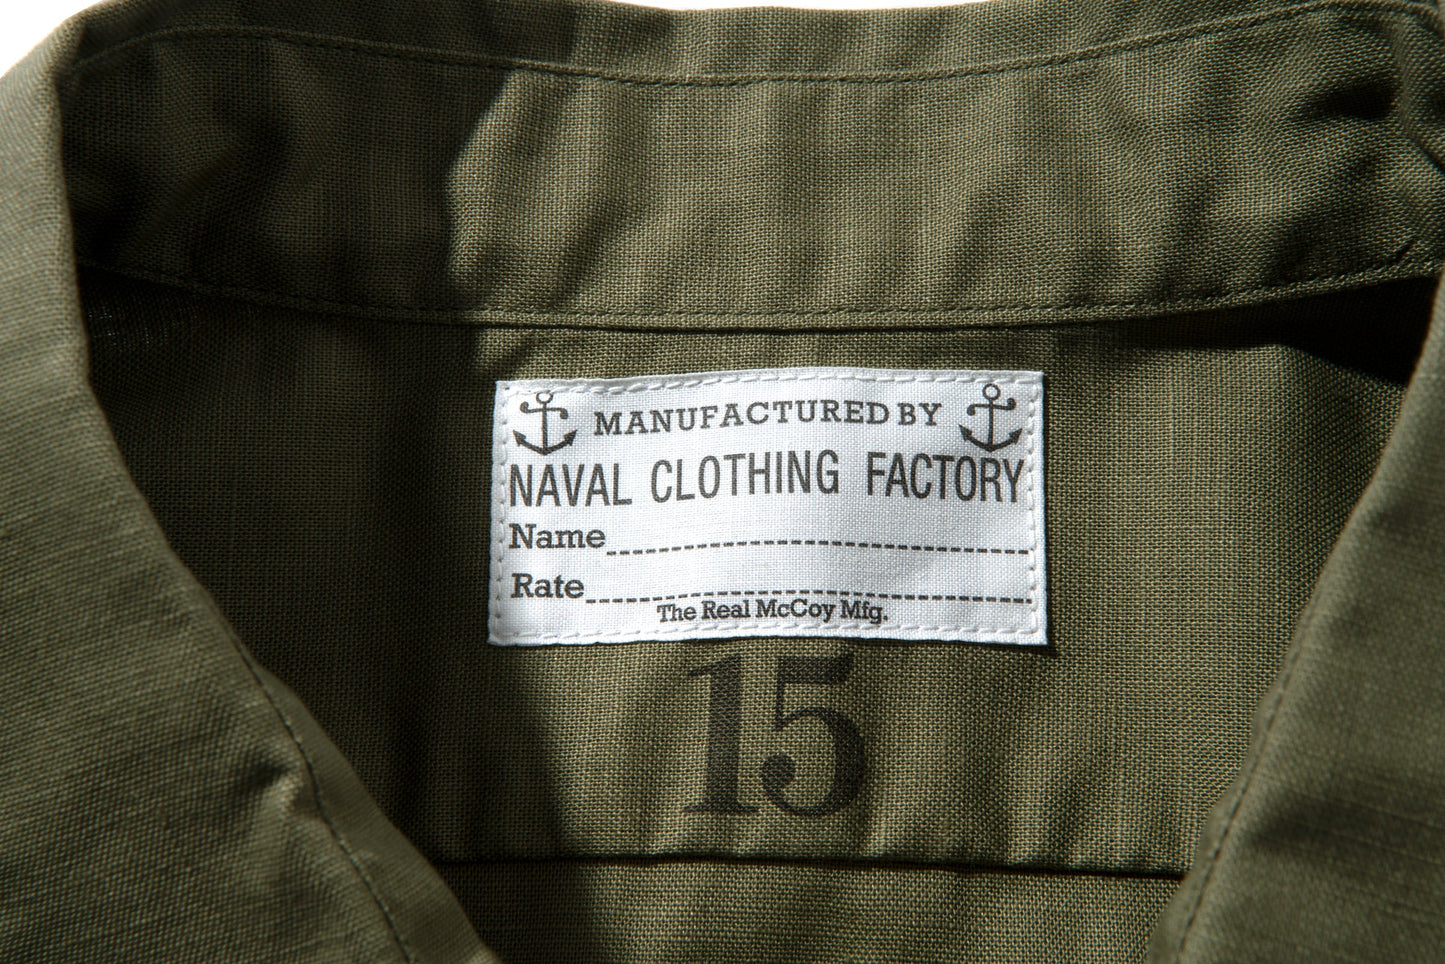 MANUFACTURED BY
NAVAL CLOTHING FACTORY
Name
Rate
The Real McCoy Mfg.
15